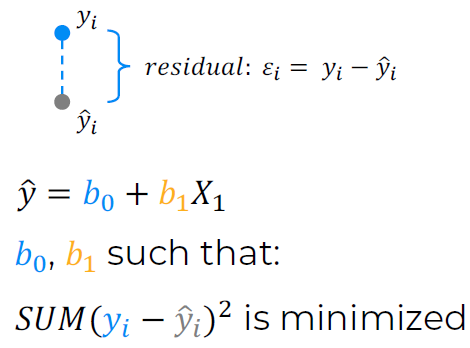 yᵢ
residual: εᵢ = yᵢ − ŷᵢ
ŷᵢ
ŷ = b₀ + b₁X₁
b₀, b₁ such that:
SUM(yᵢ − ŷᵢ)² is minimized